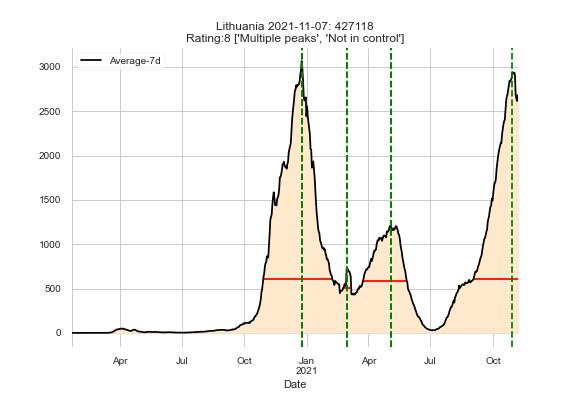 Lithuania 2021-11-07: 427118
Rating:8 ['Multiple peaks', 'Not in control']
Average-7d
3000
2500
2000
1500
1000
500
0
Apr Jul Oct Jan Apr Jul Oct
2021
Date